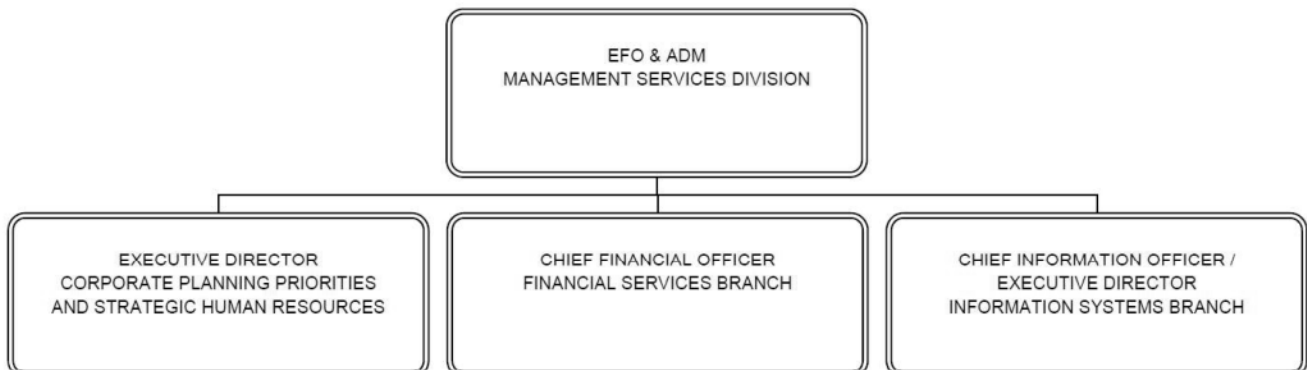 EFO & ADM
MANAGEMENT SERVICES DIVISION
EXECUTIVE DIRECTOR
CORPORATE PLANNING PRIORITIES
AND STRATEGIC HUMAN RESOURCES
CHIEF FINANCIAL OFFICER
FINANCIAL SERVICES BRANCH
CHIEF INFORMATION OFFICER /
EXECUTIVE DIRECTOR
INFORMATION SYSTEMS BRANCH